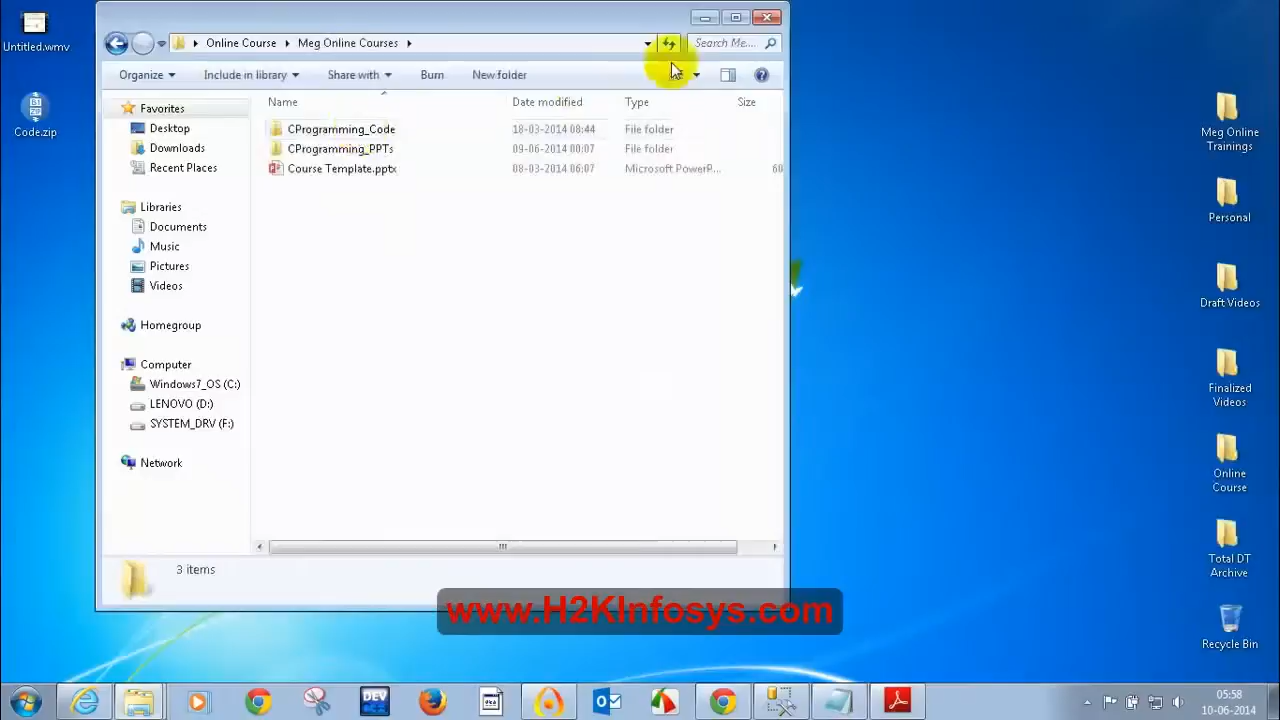 Untitled.wmv
Code.zip
Online Course
Meg Online Courses
Search Me...
Organize
Include in library
Share with
Burn
New folder
Favorites
Desktop
Downloads
Recent Places
Libraries
Documents
Music
Pictures
Videos
Homegroup
Computer
Windows7_OS (C:)
LENOVO (D:)
SYSTEM_DRV (F:)
Network
Name Date modified Type Size
CProgramming_Code 18-03-2014 08:44 File folder
CProgramming_PPTs 09-06-2014 00:07 File folder
Course Template.pptx 08-03-2014 06:07 Microsoft PowerP... 60
3 items
www.H2KInfosys.com
Meg Online
Trainings
Personal
Draft Videos
Finalized
Videos
Online
Course
Total DT
Archive
Recycle Bin
DEV
05:58
10-06-2014